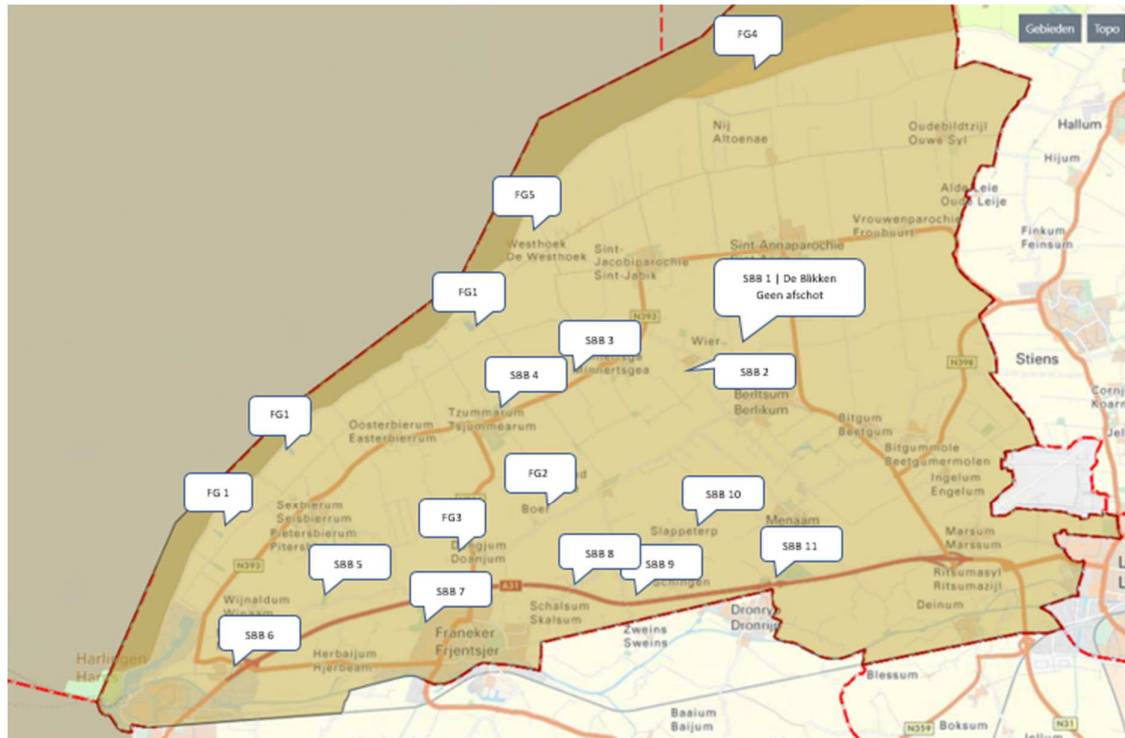 FG4
Gebieden
Topo
Nij
Altoenae
Oudebildtzijl
Ouwe Syl
Hallum
Hijum
FG5
Alde Leie
Oude Leije
Vrouwenparochie
Froubuurt
Finkum
Feinsum
Westhoek
De Westhoek
Sint-
Jacobiparochie
Sint-Jabik
Sint-Annaparochie
SBB 1 | De Blikken
Geen afschot
FG1
N393
SBB 3
Wier
Minnertsgea
SBB 4
SBB 2
N398
Stiens
Berltsum
Berlikum
Tzummarum
Tsjummearum
Oosterbierum
Easterbierrum
FG1
Bitgum
Beetgum
Bitgummole
Beetgumermolen
Ingelum
Engelum
FG2
FG 1
SBB 10
Sexbierum
Seisbierrum
Pietersbierum
FG3
Slappeterp
Menaam
Marsum
Marssum
Doanjum
N393
SBB 5
SBB 8
SBB 9
SBB 11
A31
Ritsumasyl
Ritsumazijl
Wijnaldum
SBB 7
Schalsum
Skalsum
Dronryp
Dronrijp
Deinum
SBB 6
Franeker
Frjentsjer
Zweins
Sweins
Harlingen
Herbaijum
Hjerbeam
Blessum
Baaium
Baijum
N359
Boksum
N31